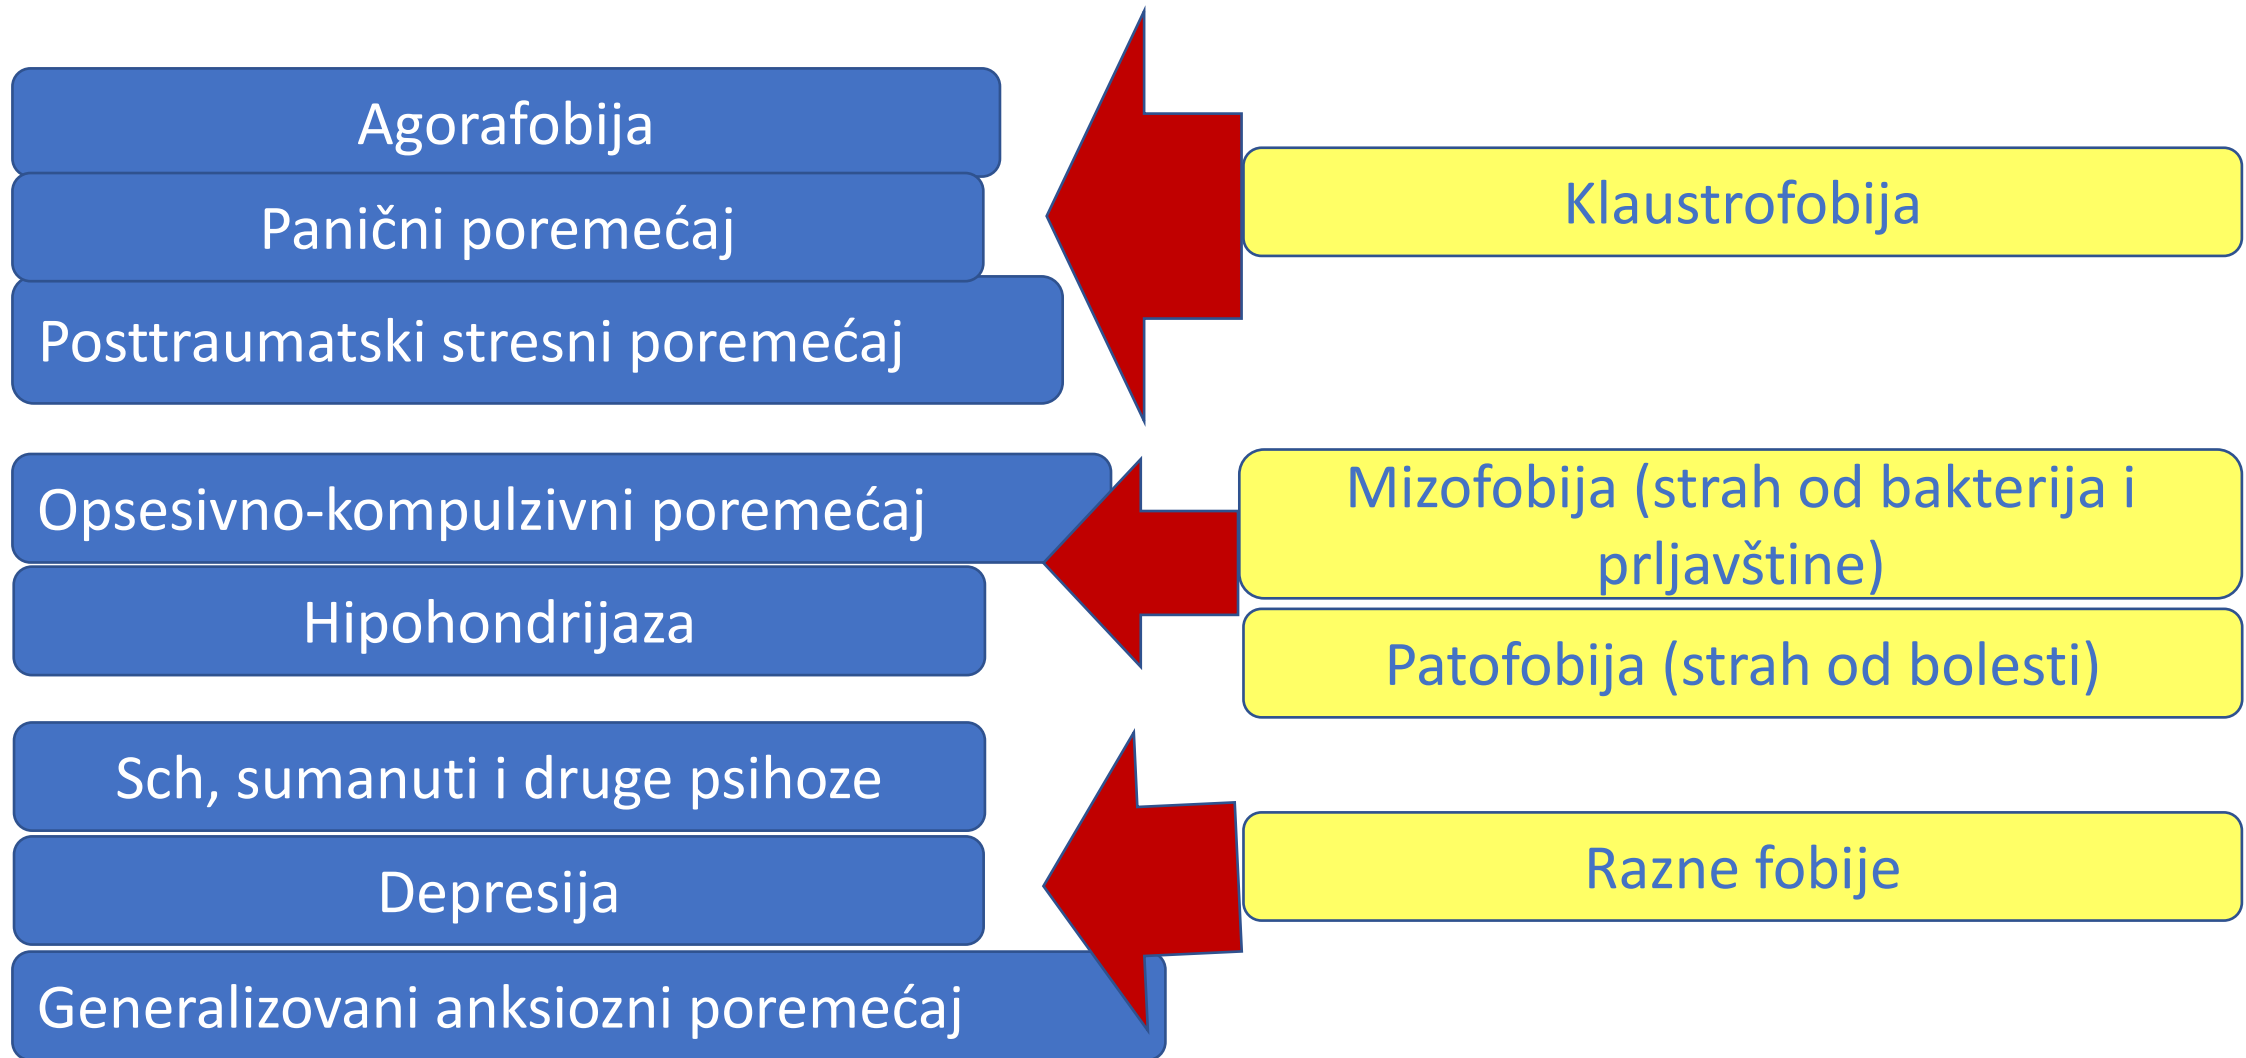 Agorafobija
Panični poremećaj
Posttraumatski stresni poremećaj
Klaustrofobija
Opsesivno-kompulzivni poremećaj
Hipohondrijaza
Mizofobija (strah od bakterija i
prljavštine)
Patofobija (strah od bolesti)
Sch, sumanuti i druge psihoze
Depresija
Generalizovani anksiozni poremećaj
Razne fobije